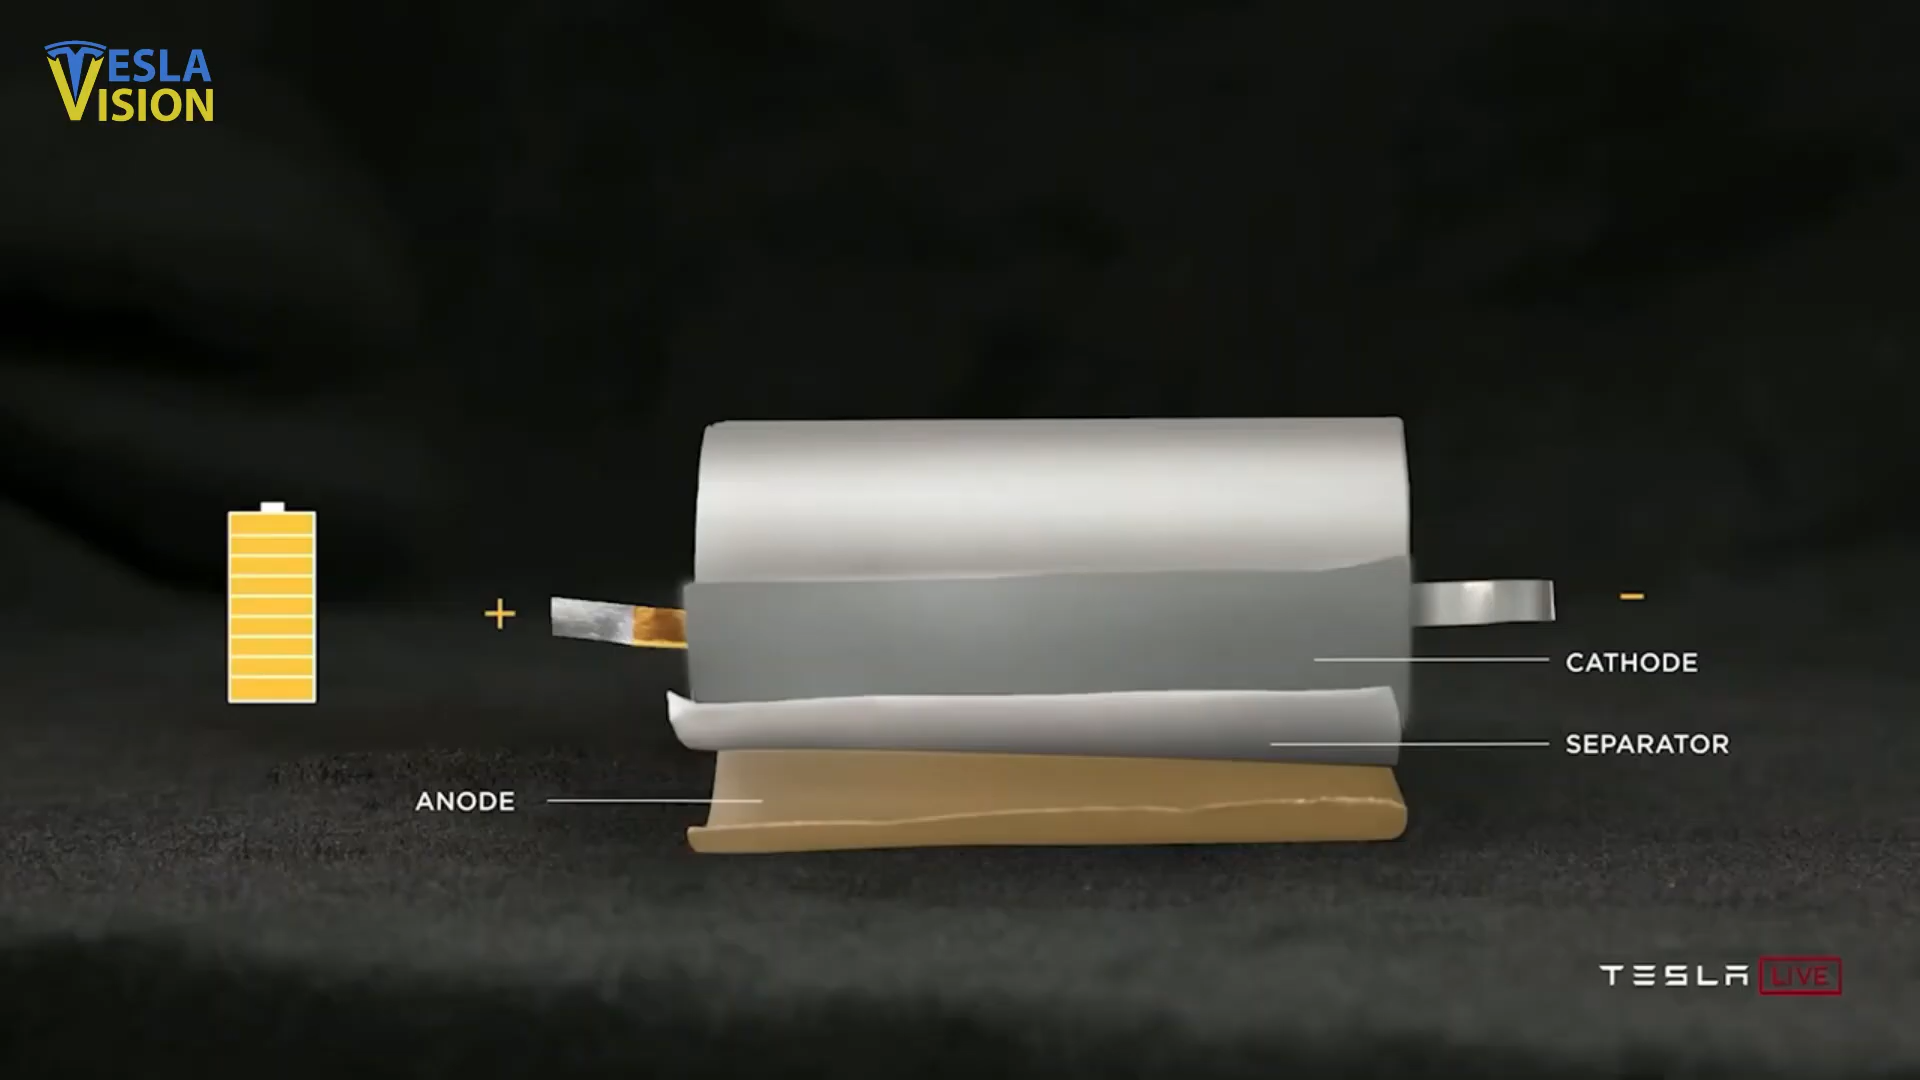 TESLA
VISION
+
−
CATHODE
SEPARATOR
ANODE
TESLA LIVE